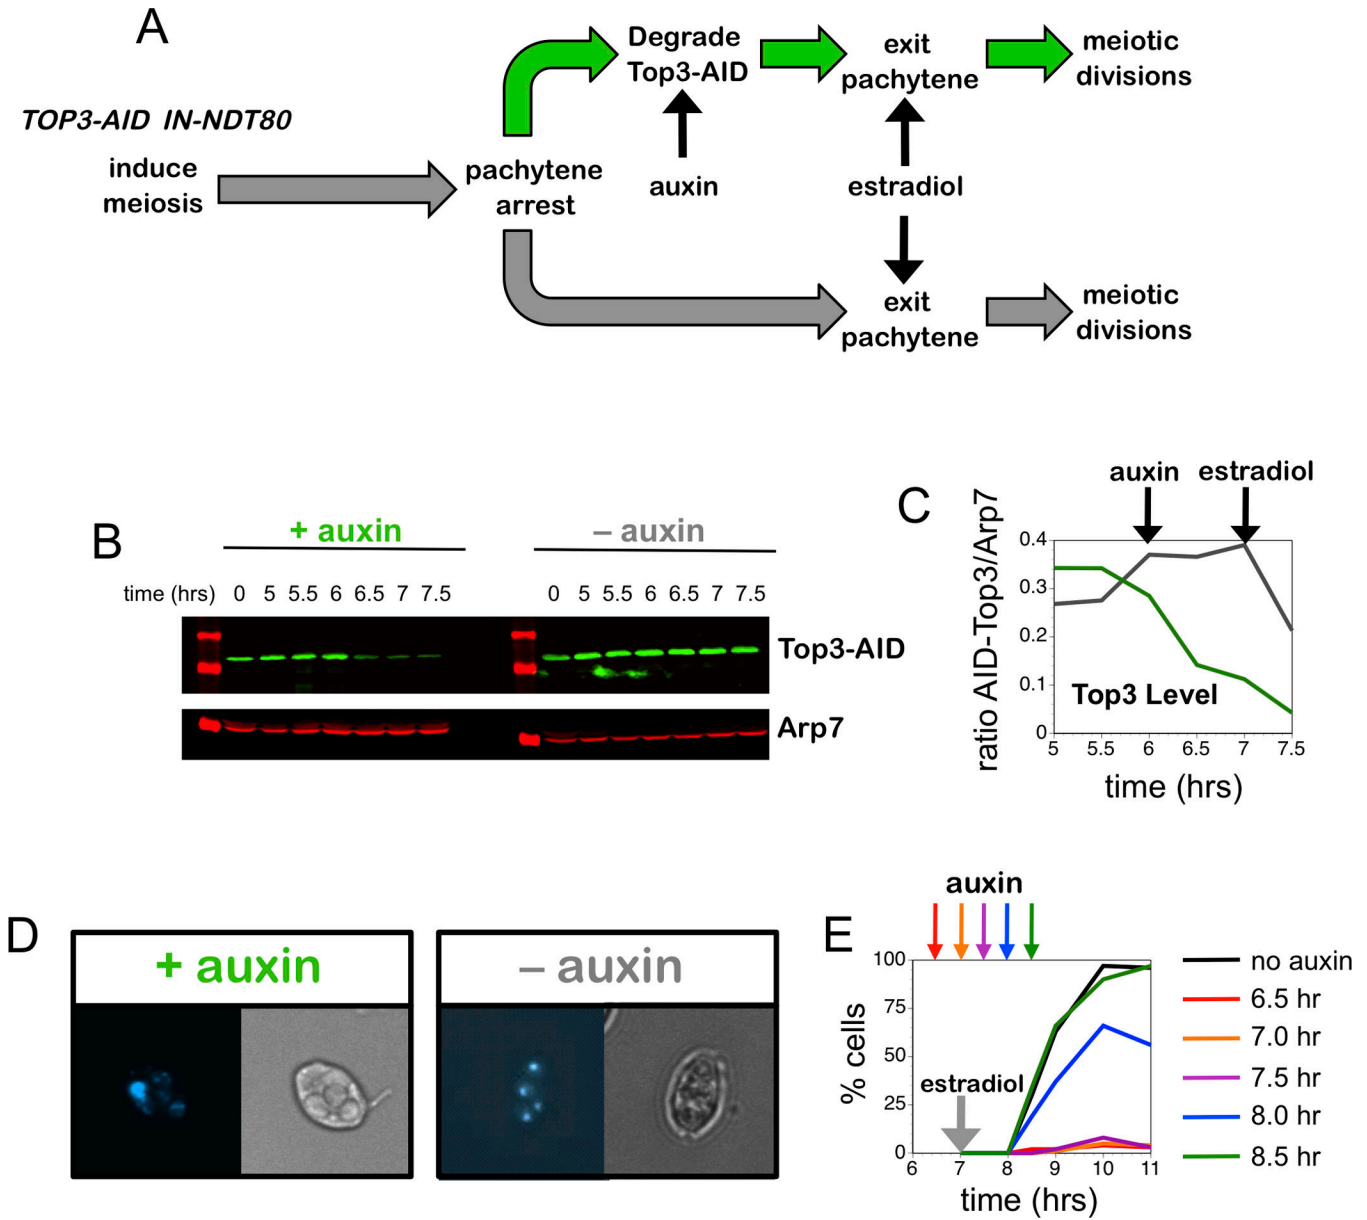 A
Degrade
Top3-AID
exit
pachytene
meiotic
divisions
TOP3-AID IN-NDT80
induce
meiosis
pachytene
arrest
auxin
estradiol
exit
pachytene
meiotic
divisions
B
+ auxin
– auxin
time (hrs) 0 5 5.5 6 6.5 7 7.5 0 5 5.5 6 6.5 7 7.5
Top3-AID
Arp7
C
auxin estradiol
ratio AID-Top3/Arp7
0.4
0.3
0.2
0.1
0
Top3 Level
5 5.5 6 6.5 7 7.5
time (hrs)
D
+ auxin
– auxin
E
auxin
% cells
100
75
50
25
0
estradiol
6 7 8 9 10 11
time (hrs)
no auxin
6.5 hr
7.0 hr
7.5 hr
8.0 hr
8.5 hr